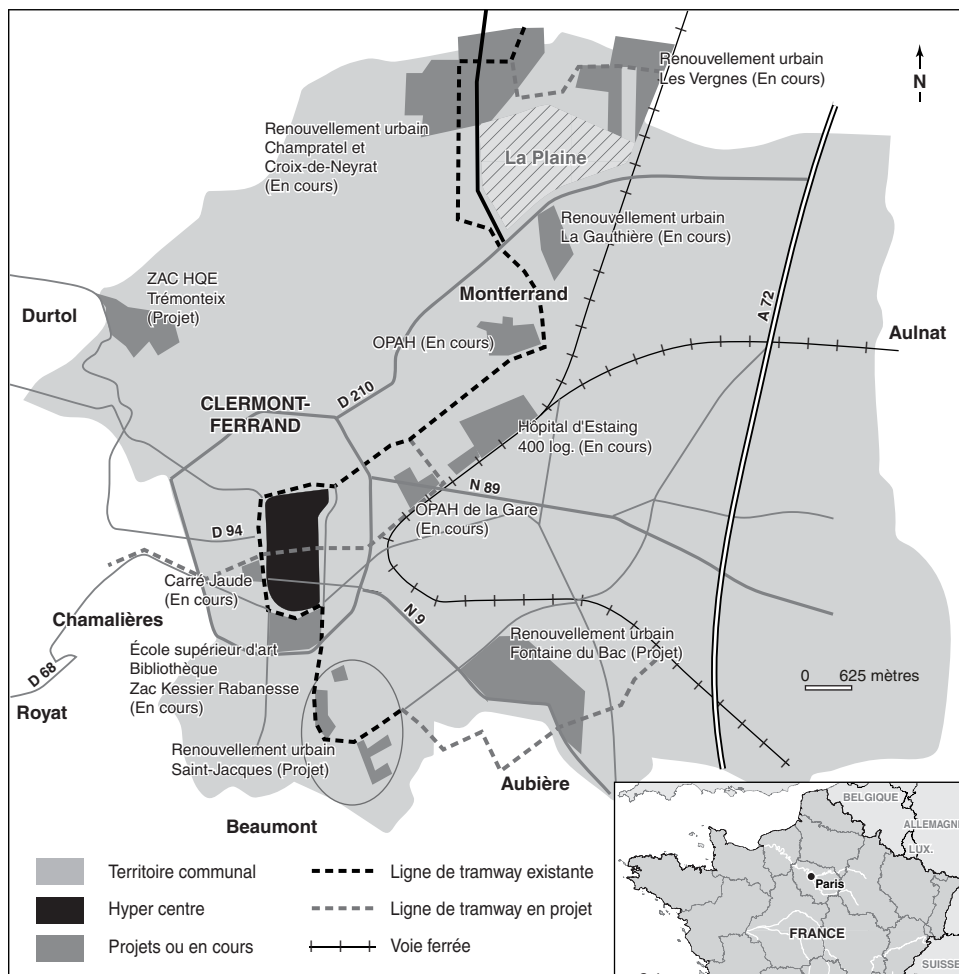 Renouvellement urbain
Les Vergnes (En cours)
N
Renouvellement urbain
Champratel et
Croix-de-Neyrat
(En cours)
La Plaine
Renouvellement urbain
La Gauthière (En cours)
ZAC HQE
Trémonteix
(Projet)
Durtol
Montferrand
A 72
Aulnat
OPAH (En cours)
D 210
CLERMONT-
FERRAND
Hôpital d'Estaing
400 log. (En cours)
N 89
OPAH de la Gare
(En cours)
D 94
Carré Jaude
(En cours)
Chamalières
N 9
École supérieur d'art
Bibliothèque
Zac Kessier Rabanesse
(En cours)
Renouvellement urbain
Fontaine du Bac (Projet)
D 68
0 625 mètres
Royat
Renouvellement urbain
Saint-Jacques (Projet)
Aubière
Beaumont
Territoire communal
Hyper centre
Projets ou en cours
Ligne de tramway existante
Ligne de tramway en projet
Voie ferrée
BELGIQUE
ALLEMAGNE
LUX.
Paris
FRANCE
SUISSE